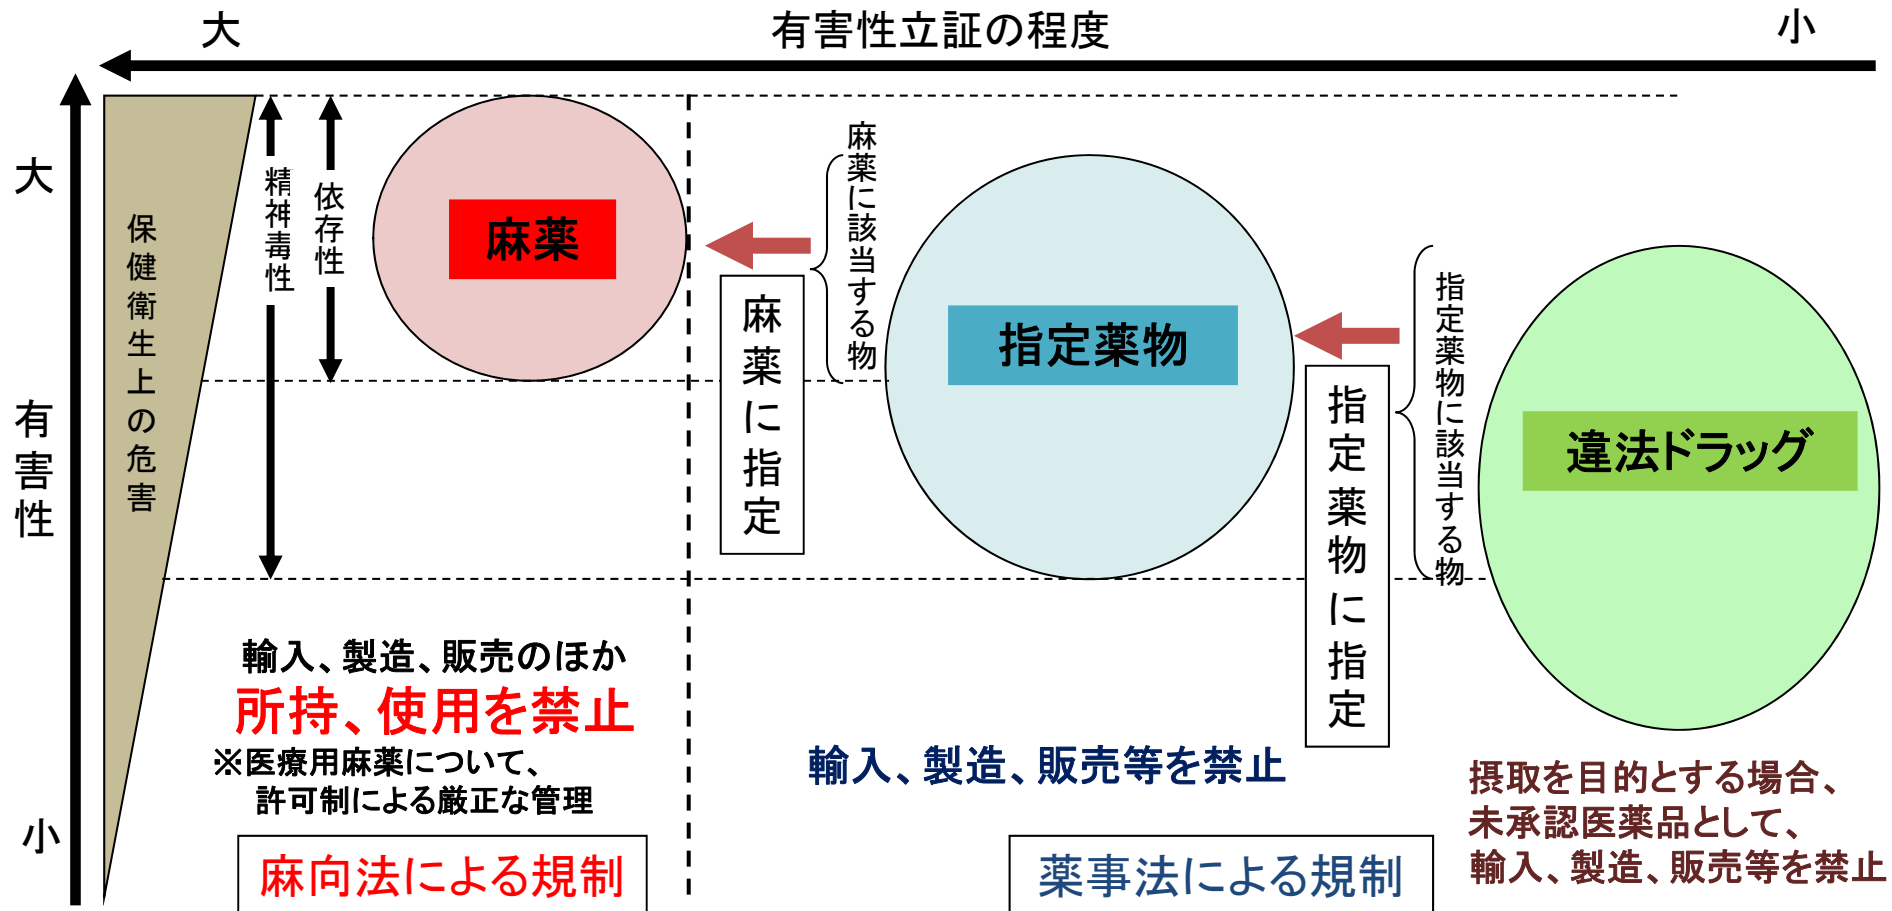 大
有害性立証の程度
小
大
有害性
小
保健衛生上の危害
精神毒性
依存性
麻薬
麻薬に指定
麻薬に該当する物
指定薬物
指定薬物に指定
指定薬物に該当する物
違法ドラッグ
輸入、製造、販売のほか
所持、使用を禁止
※医療用麻薬について、
許可制による厳正な管理
麻向法による規制
輸入、製造、販売等を禁止
薬事法による規制
摂取を目的とする場合、
未承認医薬品として、
輸入、製造、販売等を禁止